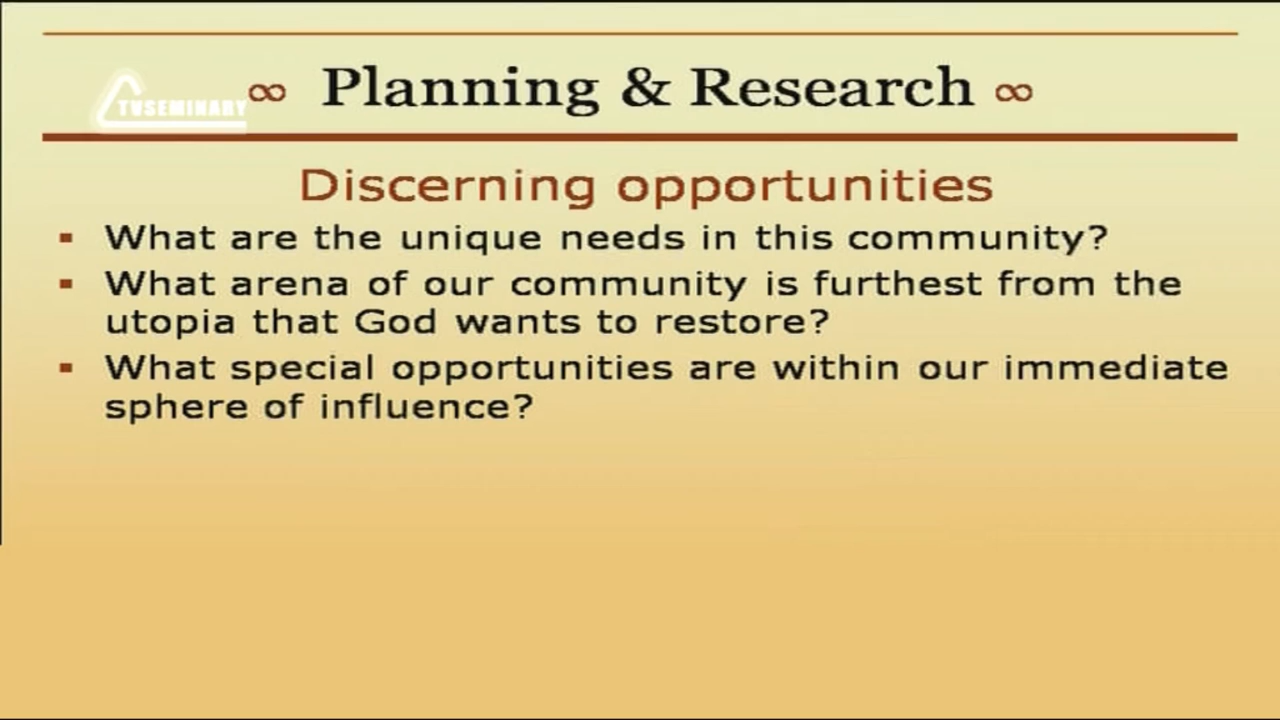 ∞ Planning & Research ∞
TVSEMINARY
Discerning opportunities
▪ What are the unique needs in this community?
▪ What arena of our community is furthest from the
utopia that God wants to restore?
▪ What special opportunities are within our immediate
sphere of influence?